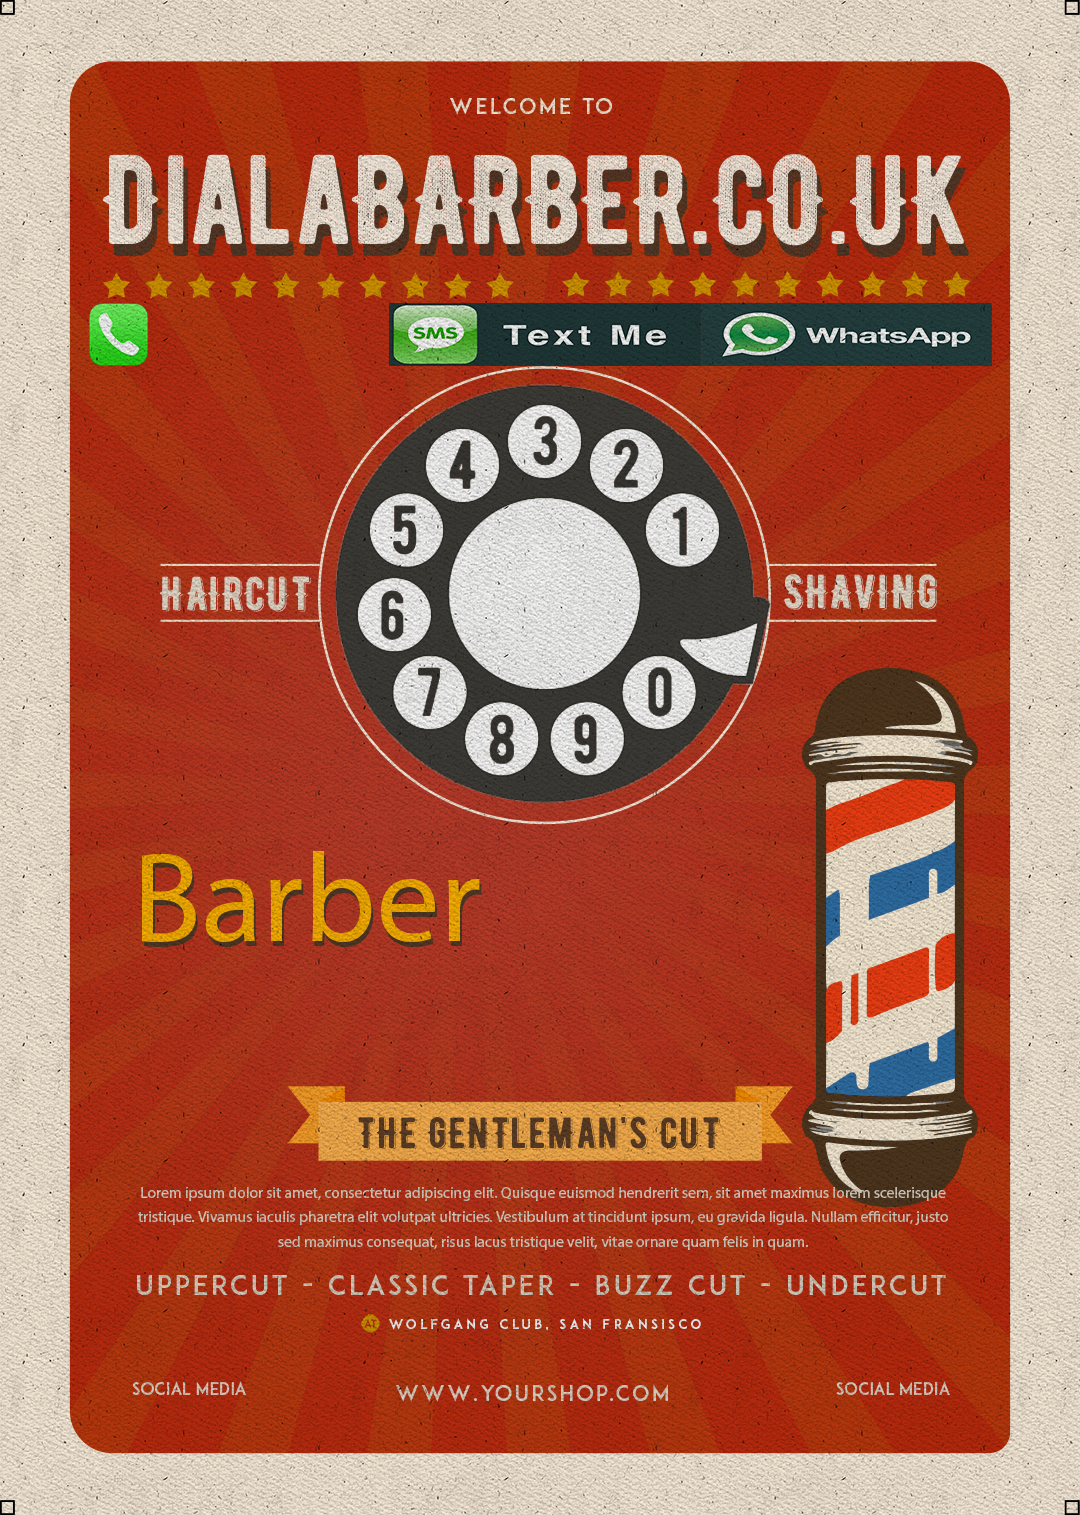 WELCOME TO
DIALABARBER.CO.UK
SMS Text Me WhatsApp
3
4 2
5 1
HAIRCUT SHAVING
6
7 0
8 9
Barber
THE GENTLEMAN'S CUT
Lorem ipsum dolor sit amet, consectetur adipiscing elit. Quisque euismod hendrerit sem, sit amet maximus lorem scelerisque
tristique. Vivamus iaculis pharetra elit volutpat ultricies. Vestibulum at tincidunt ipsum, eu gravida ligula. Nullam efficitur, justo
sed maximus consequat, risus lacus tristique velit, vitae ornare quam felis in quam.
UPPERCUT - CLASSIC TAPER - BUZZ CUT - UNDERCUT
AT WOLFGANG CLUB, SAN FRANSISCO
SOCIAL MEDIA WWW.YOURSHOP.COM SOCIAL MEDIA